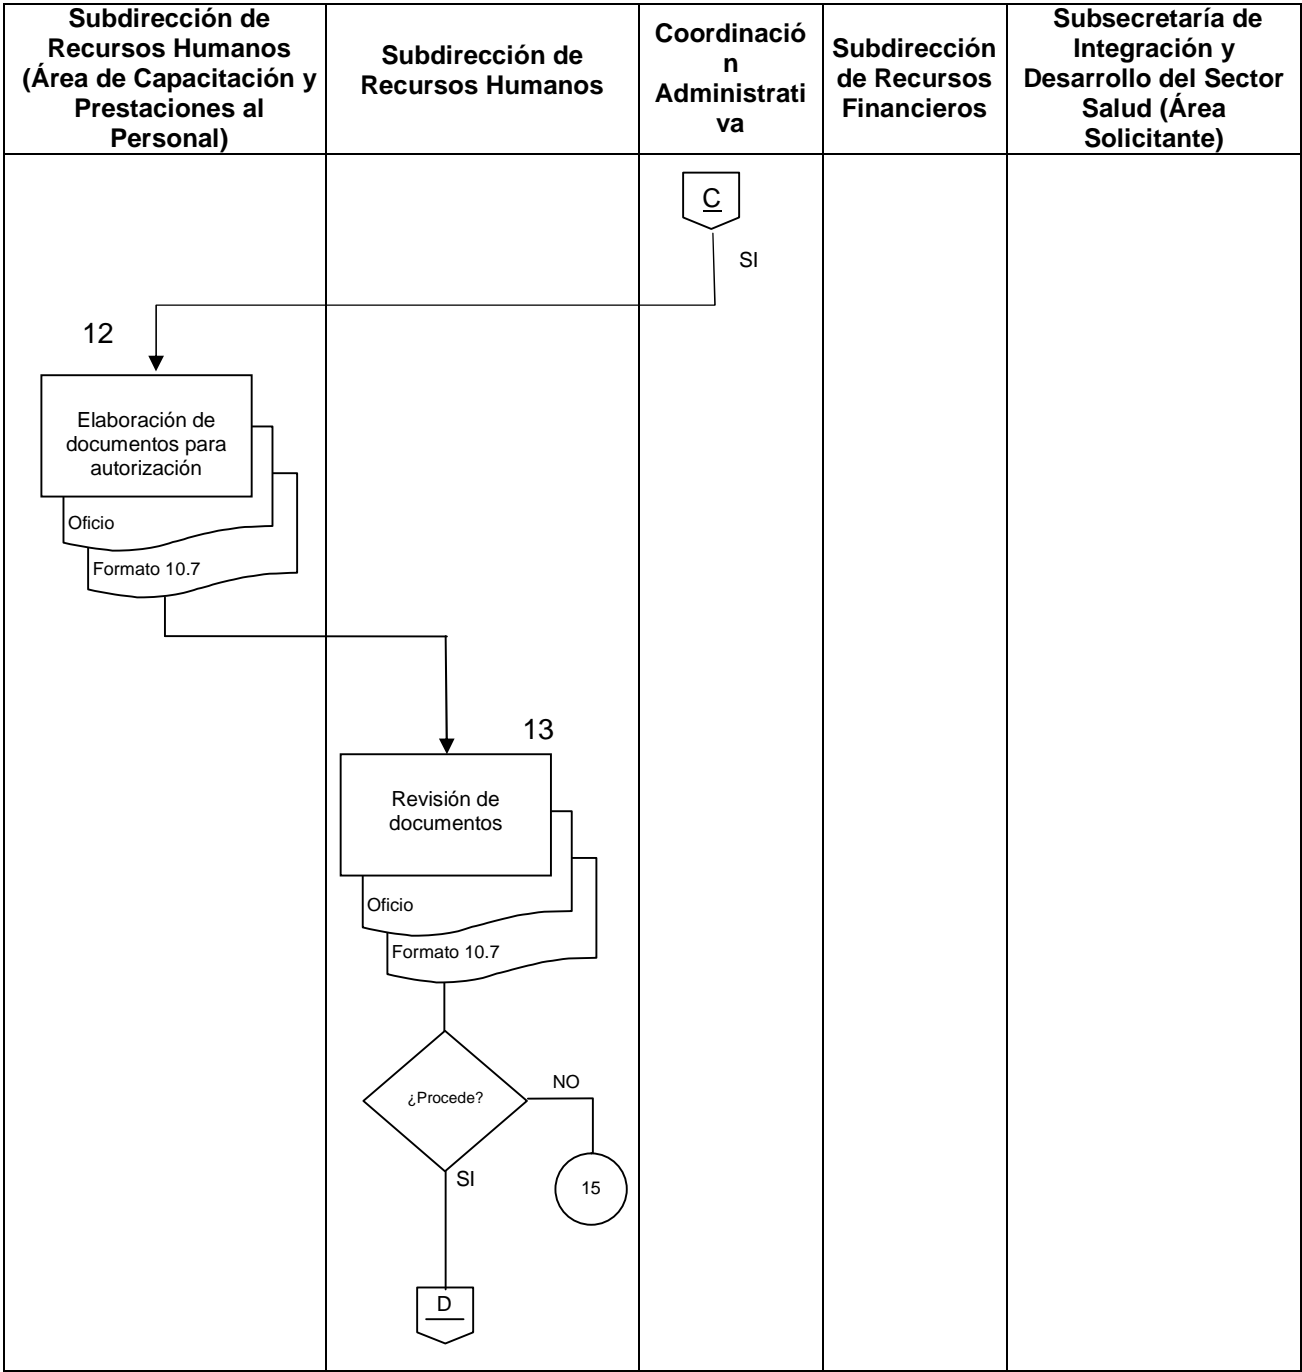 Subdirección de
Recursos Humanos
(Área de Capacitación y
Prestaciones al
Personal)
Subdirección de
Recursos Humanos
Coordinació
n
Administrati
va
Subdirección
de Recursos
Financieros
Subsecretaría de
Integración y
Desarrollo del Sector
Salud (Área
Solicitante)
C
SI
12
Elaboración de
documentos para
autorización
Oficio
Formato 10.7
13
Revisión de
documentos
Oficio
Formato 10.7
¿Procede?
NO
SI
15
D